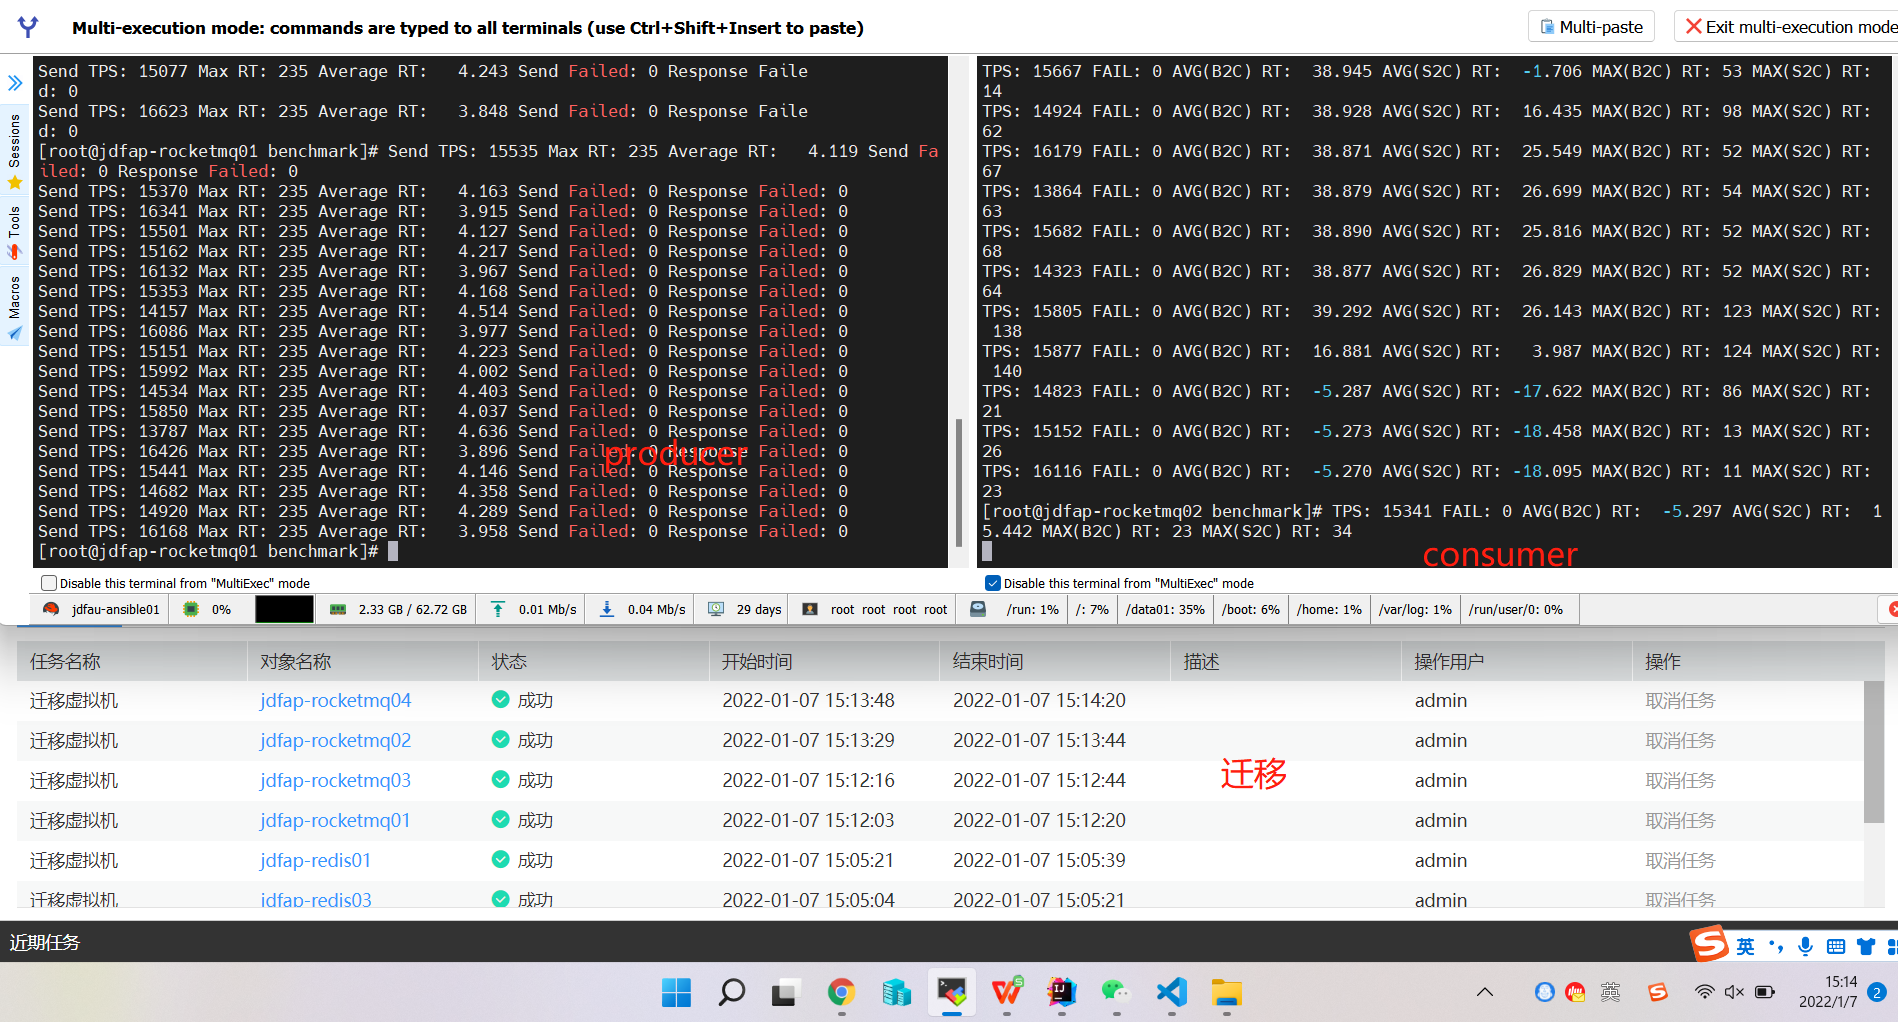 Multi-execution mode: commands are typed to all terminals (use Ctrl+Shift+Insert to paste)
Multi-paste
Exit multi-execution mode
Sessions
Tools
Macros
Send TPS: 15077 Max RT: 235 Average RT:   4.243 Send Failed: 0 Response Faile
d: 0
Send TPS: 16623 Max RT: 235 Average RT:   3.848 Send Failed: 0 Response Faile
d: 0
[root@jdfap-rocketmq01 benchmark]# Send TPS: 15535 Max RT: 235 Average RT:   4.119 Send Fa
iled: 0 Response Failed: 0
Send TPS: 15370 Max RT: 235 Average RT:   4.163 Send Failed: 0 Response Failed: 0
Send TPS: 16341 Max RT: 235 Average RT:   3.915 Send Failed: 0 Response Failed: 0
Send TPS: 15501 Max RT: 235 Average RT:   4.127 Send Failed: 0 Response Failed: 0
Send TPS: 15162 Max RT: 235 Average RT:   4.217 Send Failed: 0 Response Failed: 0
Send TPS: 16132 Max RT: 235 Average RT:   3.967 Send Failed: 0 Response Failed: 0
Send TPS: 15353 Max RT: 235 Average RT:   4.168 Send Failed: 0 Response Failed: 0
Send TPS: 14157 Max RT: 235 Average RT:   4.514 Send Failed: 0 Response Failed: 0
Send TPS: 16086 Max RT: 235 Average RT:   3.977 Send Failed: 0 Response Failed: 0
Send TPS: 15151 Max RT: 235 Average RT:   4.223 Send Failed: 0 Response Failed: 0
Send TPS: 15992 Max RT: 235 Average RT:   4.002 Send Failed: 0 Response Failed: 0
Send TPS: 14534 Max RT: 235 Average RT:   4.403 Send Failed: 0 Response Failed: 0
Send TPS: 15850 Max RT: 235 Average RT:   4.037 Send Failed: 0 Response Failed: 0
Send TPS: 13787 Max RT: 235 Average RT:   4.636 Send Failed: 0 Response Failed: 0
Send TPS: 16426 Max RT: 235 Average RT:   3.896 Send Failed: 0 Response Failed: 0
producer
Send TPS: 15441 Max RT: 235 Average RT:   4.146 Send Failed: 0 Response Failed: 0
Send TPS: 14682 Max RT: 235 Average RT:   4.358 Send Failed: 0 Response Failed: 0
Send TPS: 14920 Max RT: 235 Average RT:   4.289 Send Failed: 0 Response Failed: 0
Send TPS: 16168 Max RT: 235 Average RT:   3.958 Send Failed: 0 Response Failed: 0
[root@jdfap-rocketmq01 benchmark]#
Disable this terminal from "MultiExec" mode
TPS: 15667 FAIL: 0 AVG(B2C) RT:  38.945 AVG(S2C) RT:  -1.706 MAX(B2C) RT: 53 MAX(S2C) RT:
14
TPS: 14924 FAIL: 0 AVG(B2C) RT:  38.928 AVG(S2C) RT:  16.435 MAX(B2C) RT: 98 MAX(S2C) RT:
62
TPS: 16179 FAIL: 0 AVG(B2C) RT:  38.871 AVG(S2C) RT:  25.549 MAX(B2C) RT: 52 MAX(S2C) RT:
67
TPS: 13864 FAIL: 0 AVG(B2C) RT:  38.879 AVG(S2C) RT:  26.699 MAX(B2C) RT: 54 MAX(S2C) RT:
63
TPS: 15682 FAIL: 0 AVG(B2C) RT:  38.890 AVG(S2C) RT:  25.816 MAX(B2C) RT: 52 MAX(S2C) RT:
68
TPS: 14323 FAIL: 0 AVG(B2C) RT:  38.877 AVG(S2C) RT:  26.829 MAX(B2C) RT: 52 MAX(S2C) RT:
64
TPS: 15805 FAIL: 0 AVG(B2C) RT:  39.292 AVG(S2C) RT:  26.143 MAX(B2C) RT: 123 MAX(S2C) RT:
138
TPS: 15877 FAIL: 0 AVG(B2C) RT:  16.881 AVG(S2C) RT:   3.987 MAX(B2C) RT: 124 MAX(S2C) RT:
140
TPS: 14823 FAIL: 0 AVG(B2C) RT:  -5.287 AVG(S2C) RT: -17.622 MAX(B2C) RT: 86 MAX(S2C) RT:
21
TPS: 15152 FAIL: 0 AVG(B2C) RT:  -5.273 AVG(S2C) RT: -18.458 MAX(B2C) RT: 13 MAX(S2C) RT:
26
TPS: 16116 FAIL: 0 AVG(B2C) RT:  -5.270 AVG(S2C) RT: -18.095 MAX(B2C) RT: 11 MAX(S2C) RT:
23
[root@jdfap-rocketmq02 benchmark]# TPS: 15341 FAIL: 0 AVG(B2C) RT:  -5.297 AVG(S2C) RT:  1
5.442 MAX(B2C) RT: 23 MAX(S2C) RT: 34
consumer
Disable this terminal from "MultiExec" mode
jdfau-ansible01 0% 2.33 GB / 62.72 GB 0.01 Mb/s 0.04 Mb/s 29 days root root root root /run: 1% /: 7% /data01: 35% /boot: 6% /home: 1% /var/log: 1% /run/user/0: 0%
任务名称 对象名称 状态 开始时间 结束时间 描述 操作用户 操作
迁移虚拟机 jdfap-rocketmq04 成功 2022-01-07 15:13:48 2022-01-07 15:14:20 admin 取消任务
迁移虚拟机 jdfap-rocketmq02 成功 2022-01-07 15:13:29 2022-01-07 15:13:44 admin 取消任务
迁移虚拟机 jdfap-rocketmq03 成功 2022-01-07 15:12:16 2022-01-07 15:12:44 admin 取消任务
迁移
迁移虚拟机 jdfap-rocketmq01 成功 2022-01-07 15:12:03 2022-01-07 15:12:20 admin 取消任务
迁移虚拟机 jdfap-redis01 成功 2022-01-07 15:05:21 2022-01-07 15:05:39 admin 取消任务
迁移虚拟机 jdfap-redis03 成功 2022-01-07 15:05:04 2022-01-07 15:05:21 admin 取消任务
近期任务
英
英
15:14
2022/1/7
2